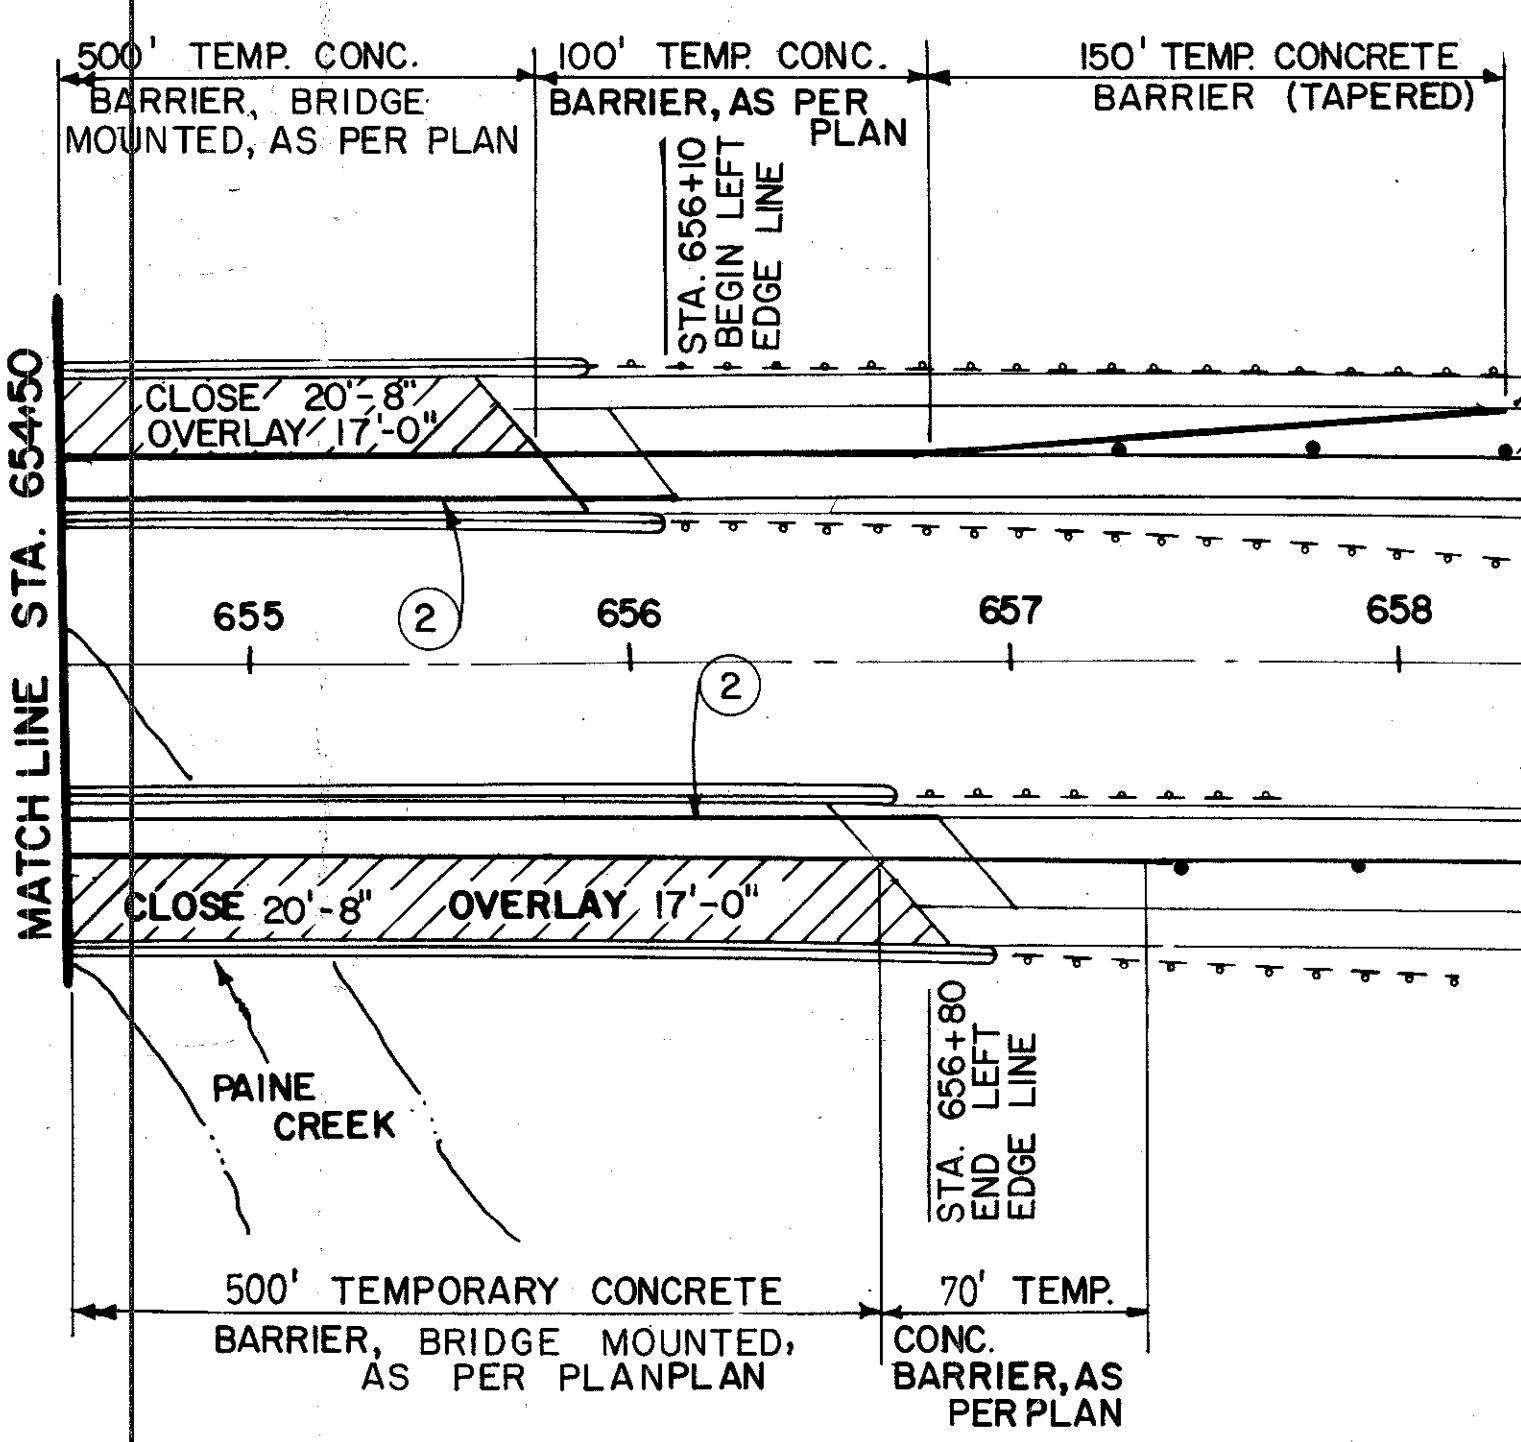 500' TEMP. CONC.
BARRIER, BRIDGE
MOUNTED, AS PER PLAN
100' TEMP. CONC.
BARRIER, AS PER
PLAN
150' TEMP. CONCRETE
BARRIER (TAPERED)
STA. 656+10
BEGIN LEFT
EDGE LINE
MATCH LINE STA. 654+50
CLOSE 20'-8"
OVERLAY 17'-0"
2
655
656
657
658
2
CLOSE 20'-8" OVERLAY 17'-0"
PAINE
CREEK
STA. 656+80
END LEFT
EDGE LINE
500' TEMPORARY CONCRETE
BARRIER, BRIDGE MOUNTED,
AS PER PLANPLAN
70' TEMP.
CONC.
BARRIER, AS
PER PLAN